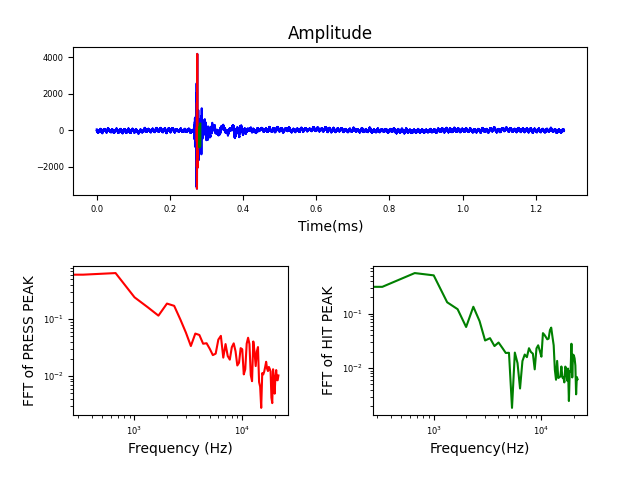 Amplitude
4000
2000
0
−2000
0.0 0.2 0.4 0.6 0.8 1.0 1.2
Time(ms)
FFT of PRESS PEAK
10⁻¹
10⁻²
10³ 10⁴
Frequency (Hz)
FFT of HIT PEAK
10⁻¹
10⁻²
10³ 10⁴
Frequency(Hz)